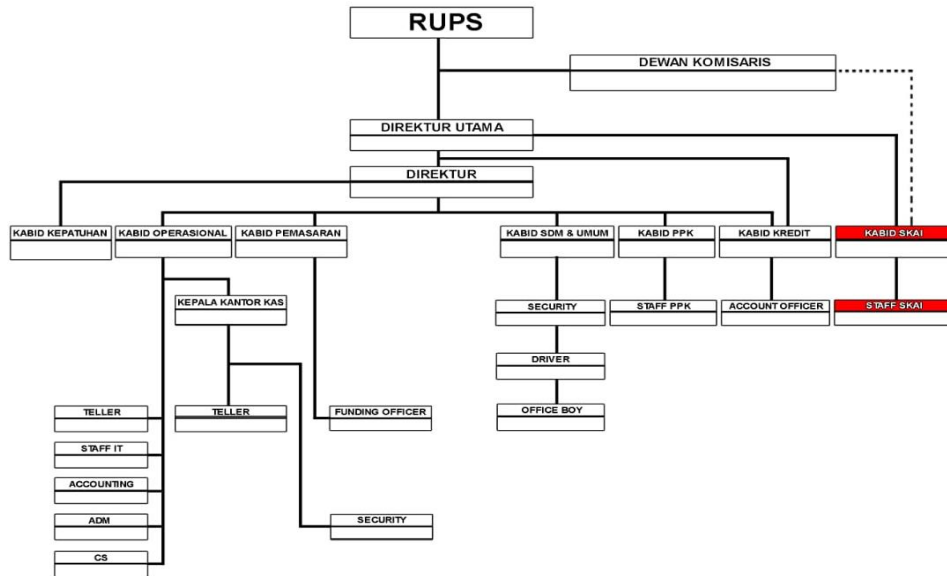 RUPS
DEWAN KOMISARIS
DIREKTUR UTAMA
DIREKTUR
KABID KEPATUHAN
KABID OPERASIONAL
KABID PEMASARAN
KABID SDM & UMUM
KABID PPK
KABID KREDIT
KABID SKAI
KEPALA KANTOR KAS
SECURITY
STAFF PPK
ACCOUNT OFFICER
STAFF SKAI
DRIVER
TELLER
TELLER
FUNDING OFFICER
OFFICE BOY
STAFF IT
ACCOUNTING
ADM
SECURITY
CS